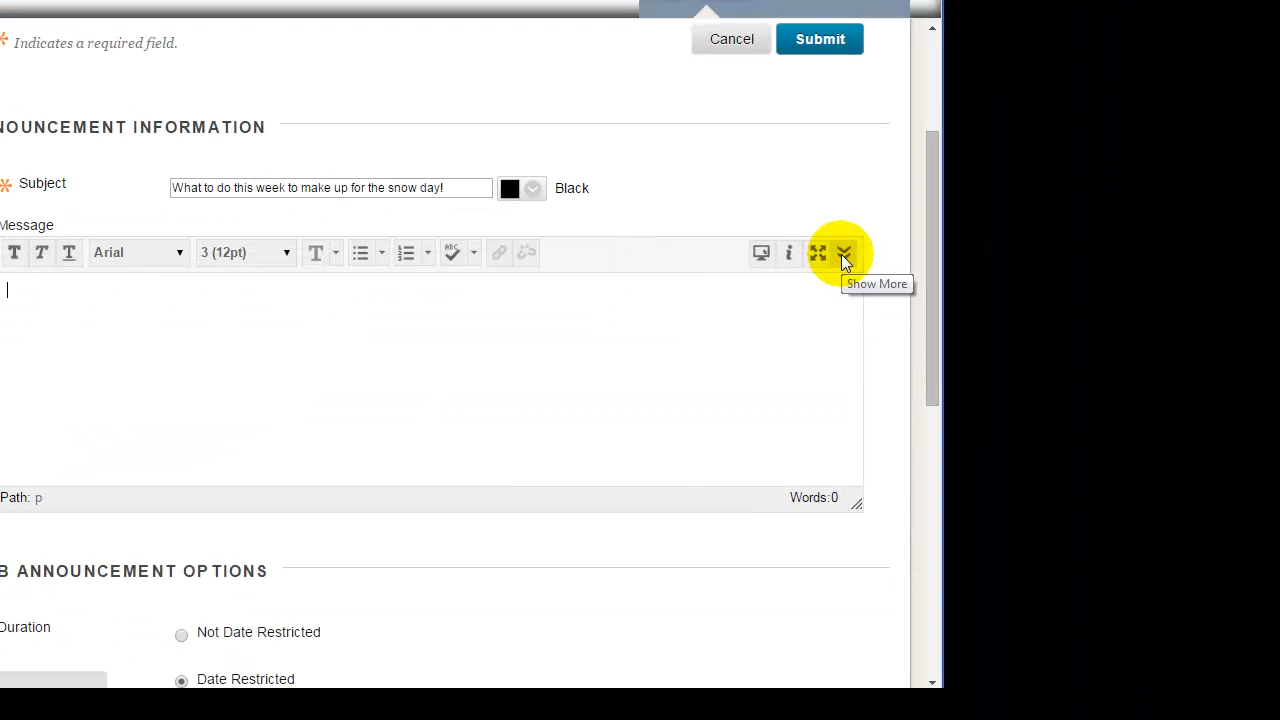 * Indicates a required field.
Cancel
Submit
NOUNCEMENT INFORMATION
* Subject
What to do this week to make up for the snow day!
Black
Message
T T T Arial 3 (12pt) T ABC i
Show More
Path: p
Words:0
B ANNOUNCEMENT OPTIONS
Duration
Not Date Restricted
Date Restricted